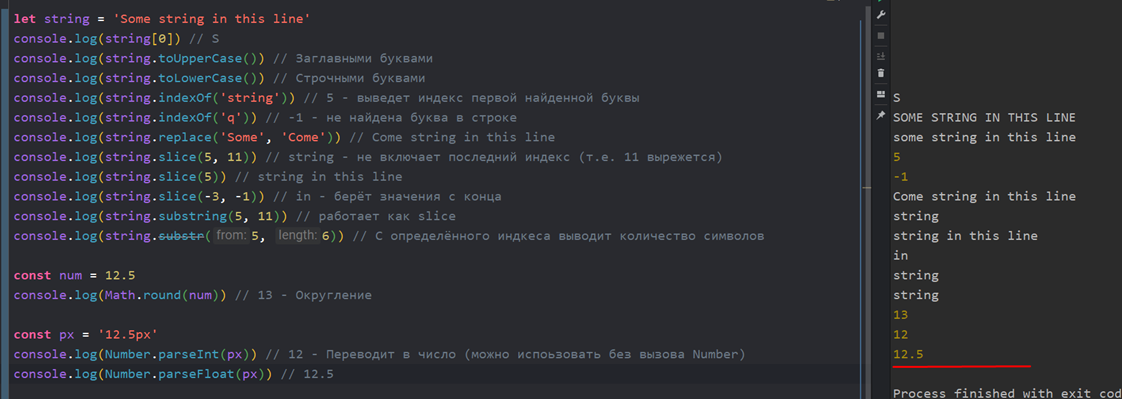 let string = 'Some string in this line'
console.log(string[0]) // S
console.log(string.toUpperCase()) // Заглавными буквами
console.log(string.toLowerCase()) // Строчными буквами
console.log(string.indexOf('string')) // 5 - выведет индекс первой найденной буквы
console.log(string.indexOf('q')) // -1 - не найдена буква в строке
console.log(string.replace('Some', 'Come')) // Come string in this line
console.log(string.slice(5, 11)) // string - не включает последний индекс (т.е. 11 вырежется)
console.log(string.slice(5)) // string in this line
console.log(string.slice(-3, -1)) // in - берёт значения с конца
console.log(string.substring(5, 11)) // работает как slice
console.log(string.substr( from: 5, length: 6)) // С определённого индкеса выводит количество символов
const num = 12.5
console.log(Math.round(num)) // 13 - Округление
const px = '12.5px'
console.log(Number.parseInt(px)) // 12 - Переводит в число (можно испоьзовать без вызова Number)
console.log(Number.parseFloat(px)) // 12.5
S
SOME STRING IN THIS LINE
some string in this line
5
-1
Come string in this line
string
string in this line
in
string
string
13
12
12.5
Process finished with exit cod